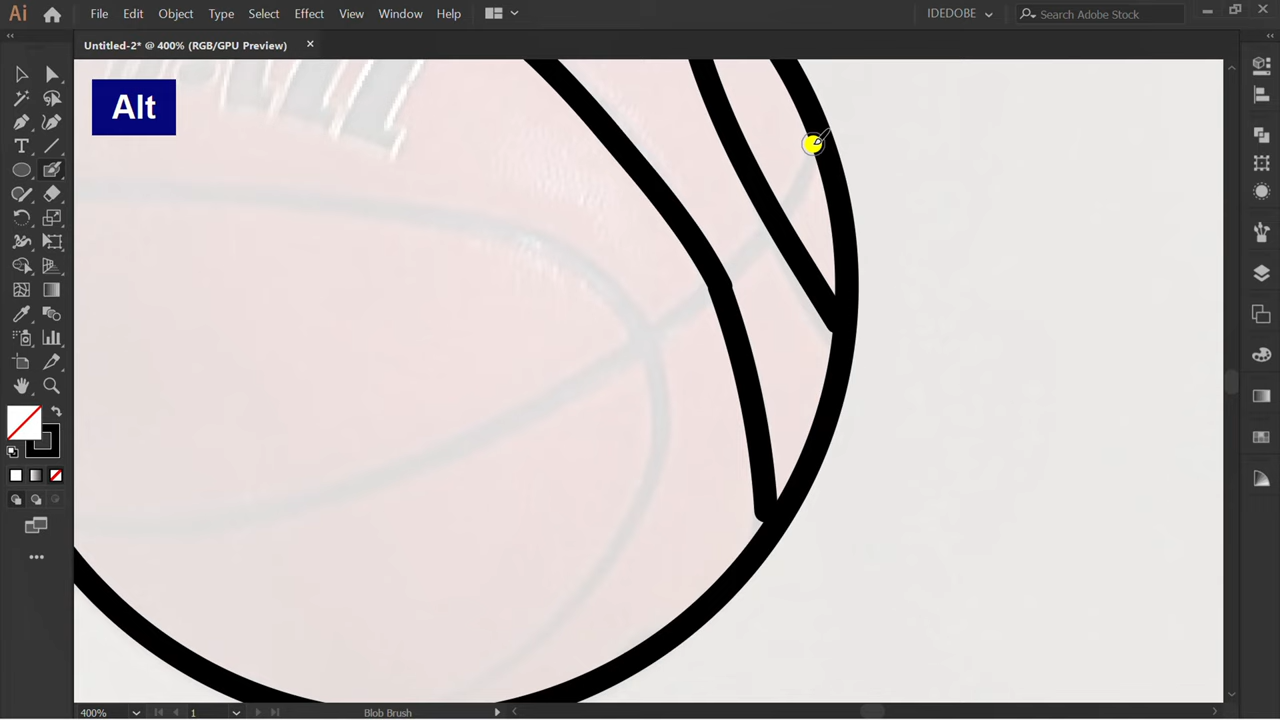 Ai
File Edit Object Type Select Effect View Window Help
IDEDOBE
Search Adobe Stock
Untitled-2* @ 400% (RGB/GPU Preview)
Alt
T
400%
1
Blob Brush